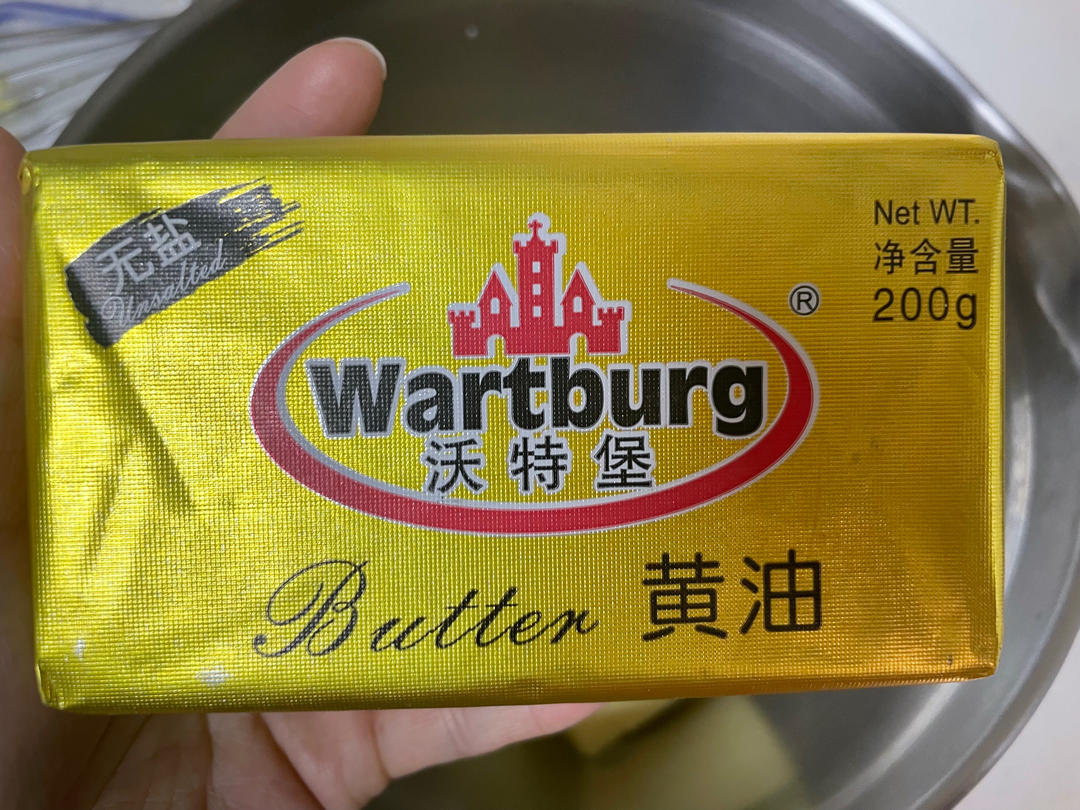 无盐
Unsalted
Net WT.
净含量
200g
®
Wartburg
沃特堡
Butter 黄油